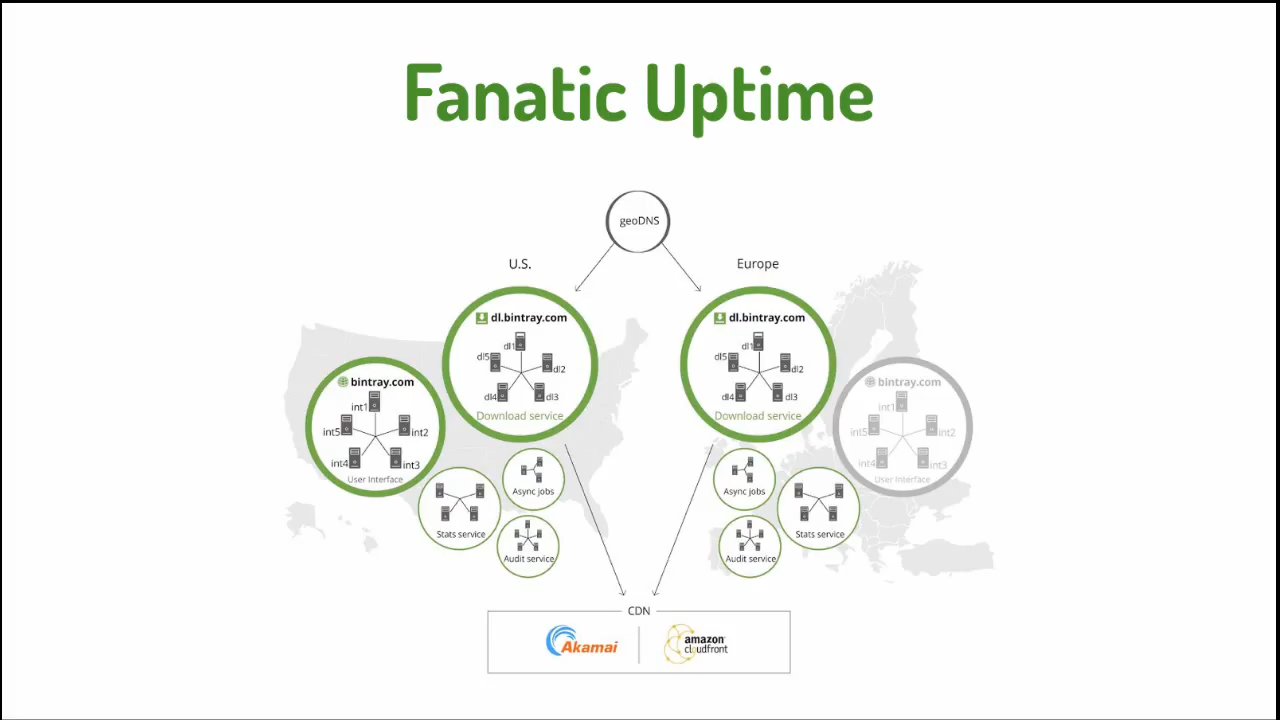 Fanatic Uptime
geoDNS
U.S.
Europe
dl.bintray.com
dl1
dl5
dl2
dl4
dl3
Download service
dl.bintray.com
dl1
dl5
dl2
dl4
dl3
Download service
bintray.com
int1
int5
int2
int4
int3
User Interface
bintray.com
int1
int5
int2
int4
int3
User Interface
Async jobs
Stats service
Audit service
Async jobs
Stats service
Audit service
CDN
Akamai
amazon
cloudfront